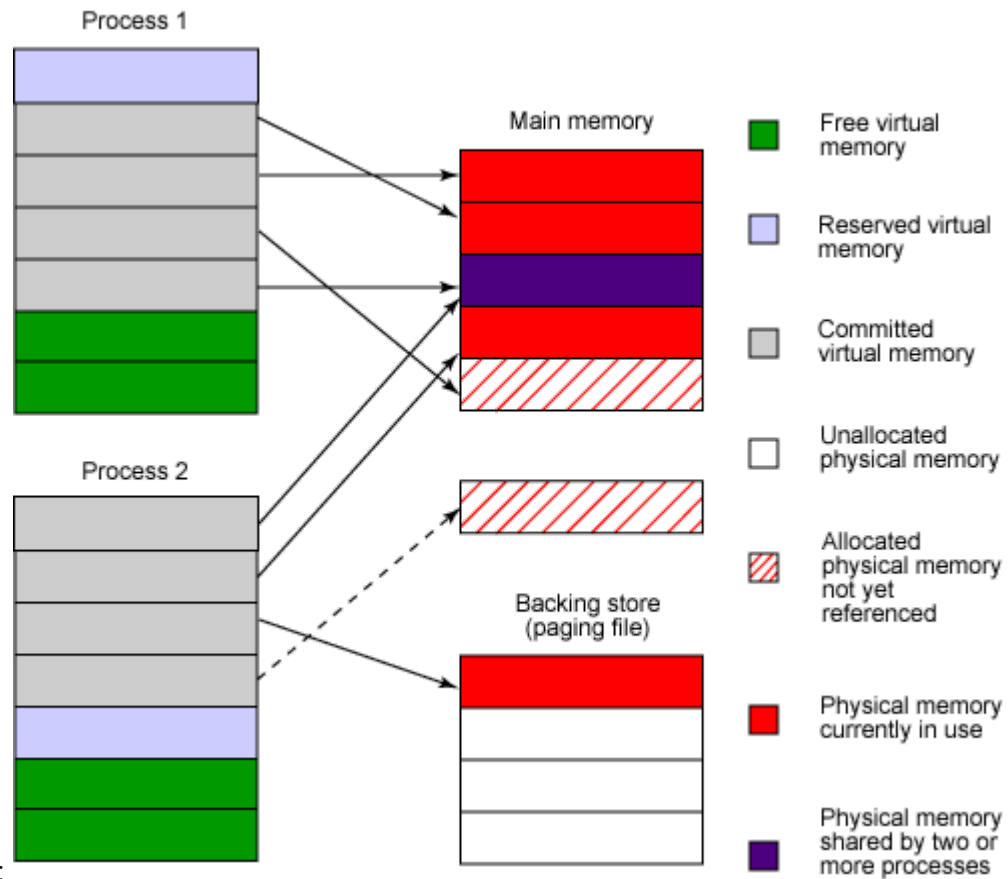 Process 1
Main memory
Free virtual
memory
Reserved virtual
memory
Committed
virtual memory
Unallocated
physical memory
Process 2
Allocated
physical memory
not yet
referenced
Backing store
(paging file)
Physical memory
currently in use
Physical memory
shared by two or
more processes